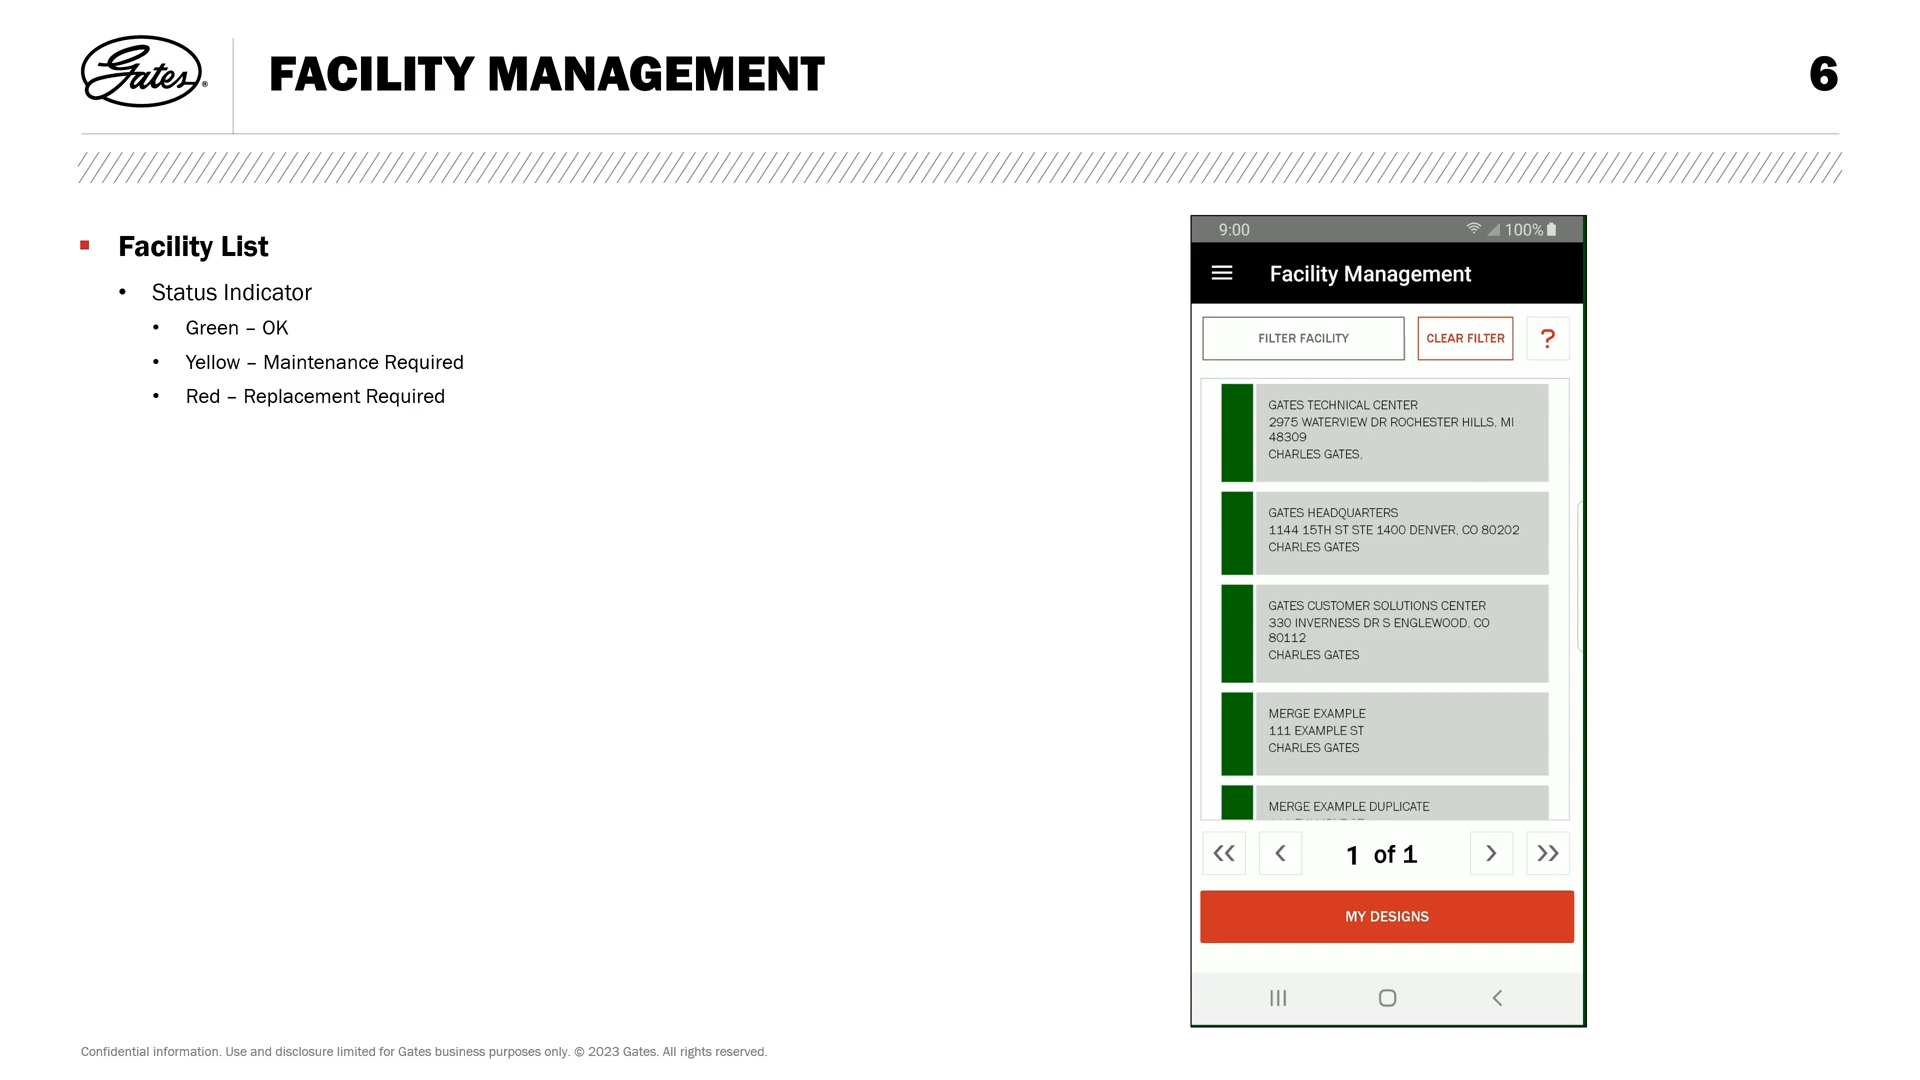 Gates®
FACILITY MANAGEMENT
6
Facility List
• Status Indicator
• Green – OK
• Yellow – Maintenance Required
• Red – Replacement Required
9:00
100%
Facility Management
FILTER FACILITY
CLEAR FILTER
?
GATES TECHNICAL CENTER
2975 WATERVIEW DR ROCHESTER HILLS, MI
48309
CHARLES GATES,
GATES HEADQUARTERS
1144 15TH ST STE 1400 DENVER, CO 80202
CHARLES GATES
GATES CUSTOMER SOLUTIONS CENTER
330 INVERNESS DR S ENGLEWOOD, CO
80112
CHARLES GATES
MERGE EXAMPLE
111 EXAMPLE ST
CHARLES GATES
MERGE EXAMPLE DUPLICATE
1 of 1
MY DESIGNS
Confidential information. Use and disclosure limited for Gates business purposes only. © 2023 Gates. All rights reserved.